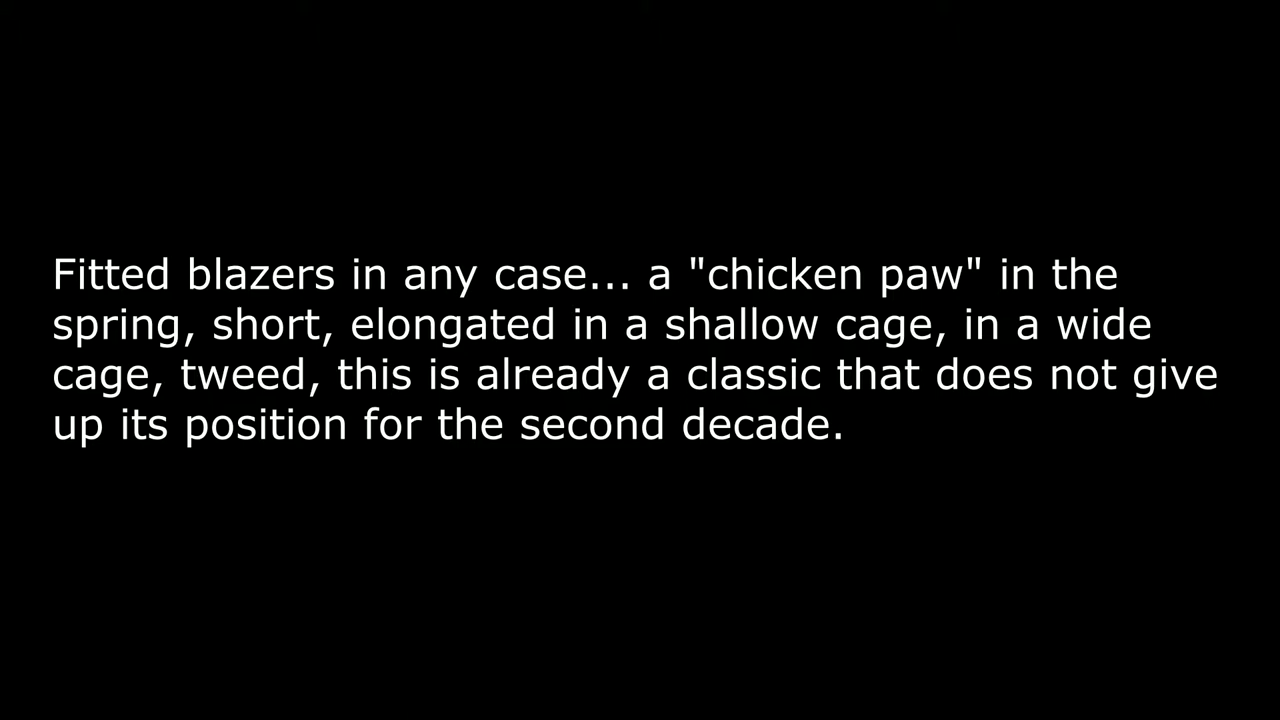 Fitted blazers in any case... a "chicken paw" in the
spring, short, elongated in a shallow cage, in a wide
cage, tweed, this is already a classic that does not give
up its position for the second decade.